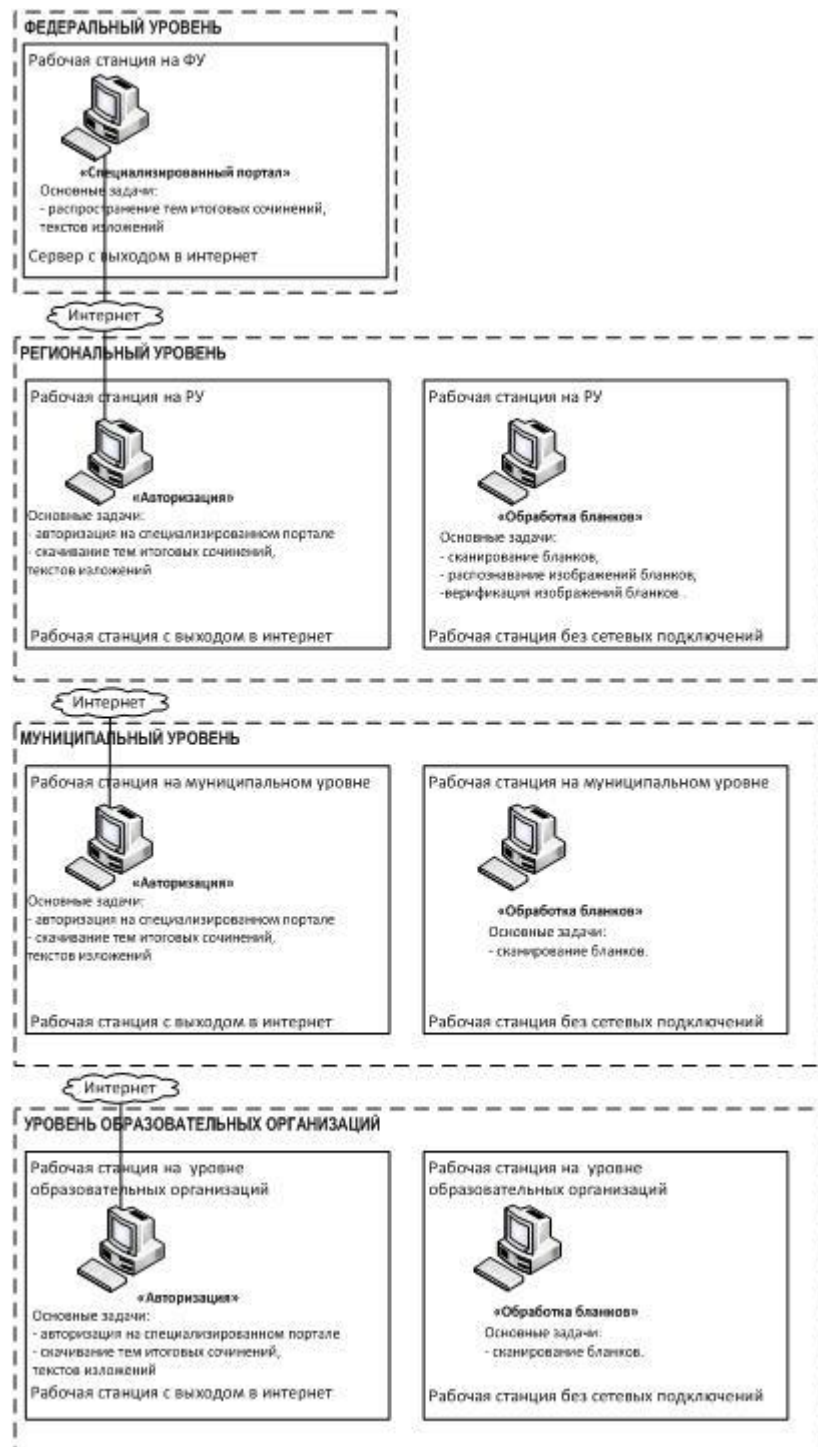 ФЕДЕРАЛЬНЫЙ УРОВЕНЬ
Рабочая станция на ФУ
«Специализированный портал»
Основные задачи:
- распространение тем итоговых сочинений,
текстов изложений
Сервер с выходом в интернет
Интернет
РЕГИОНАЛЬНЫЙ УРОВЕНЬ
Рабочая станция на РУ
«Авторизация»
Основные задачи:
- авторизация на специализированном портале
- скачивание тем итоговых сочинений,
текстов изложений
Рабочая станция с выходом в интернет
Рабочая станция на РУ
«Обработка бланков»
Основные задачи:
- сканирование бланков,
- распознавание изображений бланков,
-верификация изображений бланков .
Рабочая станция без сетевых подключений
Интернет
МУНИЦИПАЛЬНЫЙ УРОВЕНЬ
Рабочая станция на муниципальном уровне
«Авторизация»
Основные задачи:
- авторизация на специализированном портале
- скачивание тем итоговых сочинений,
текстов изложений
Рабочая станция с выходом в интернет
Рабочая станция на муниципальном уровне
«Обработка бланков»
Основные задачи:
- сканирование бланков.
Рабочая станция без сетевых подключений
Интернет
УРОВЕНЬ ОБРАЗОВАТЕЛЬНЫХ ОРГАНИЗАЦИЙ
Рабочая станция на уровне
образовательных организаций
«Авторизация»
Основные задачи:
- авторизация на специализированном портале
- скачивание тем итоговых сочинений,
текстов изложений
Рабочая станция с выходом в интернет
Рабочая станция на уровне
образовательных организаций
«Обработка бланков»
Основные задачи:
- сканирование бланков.
Рабочая станция без сетевых подключений